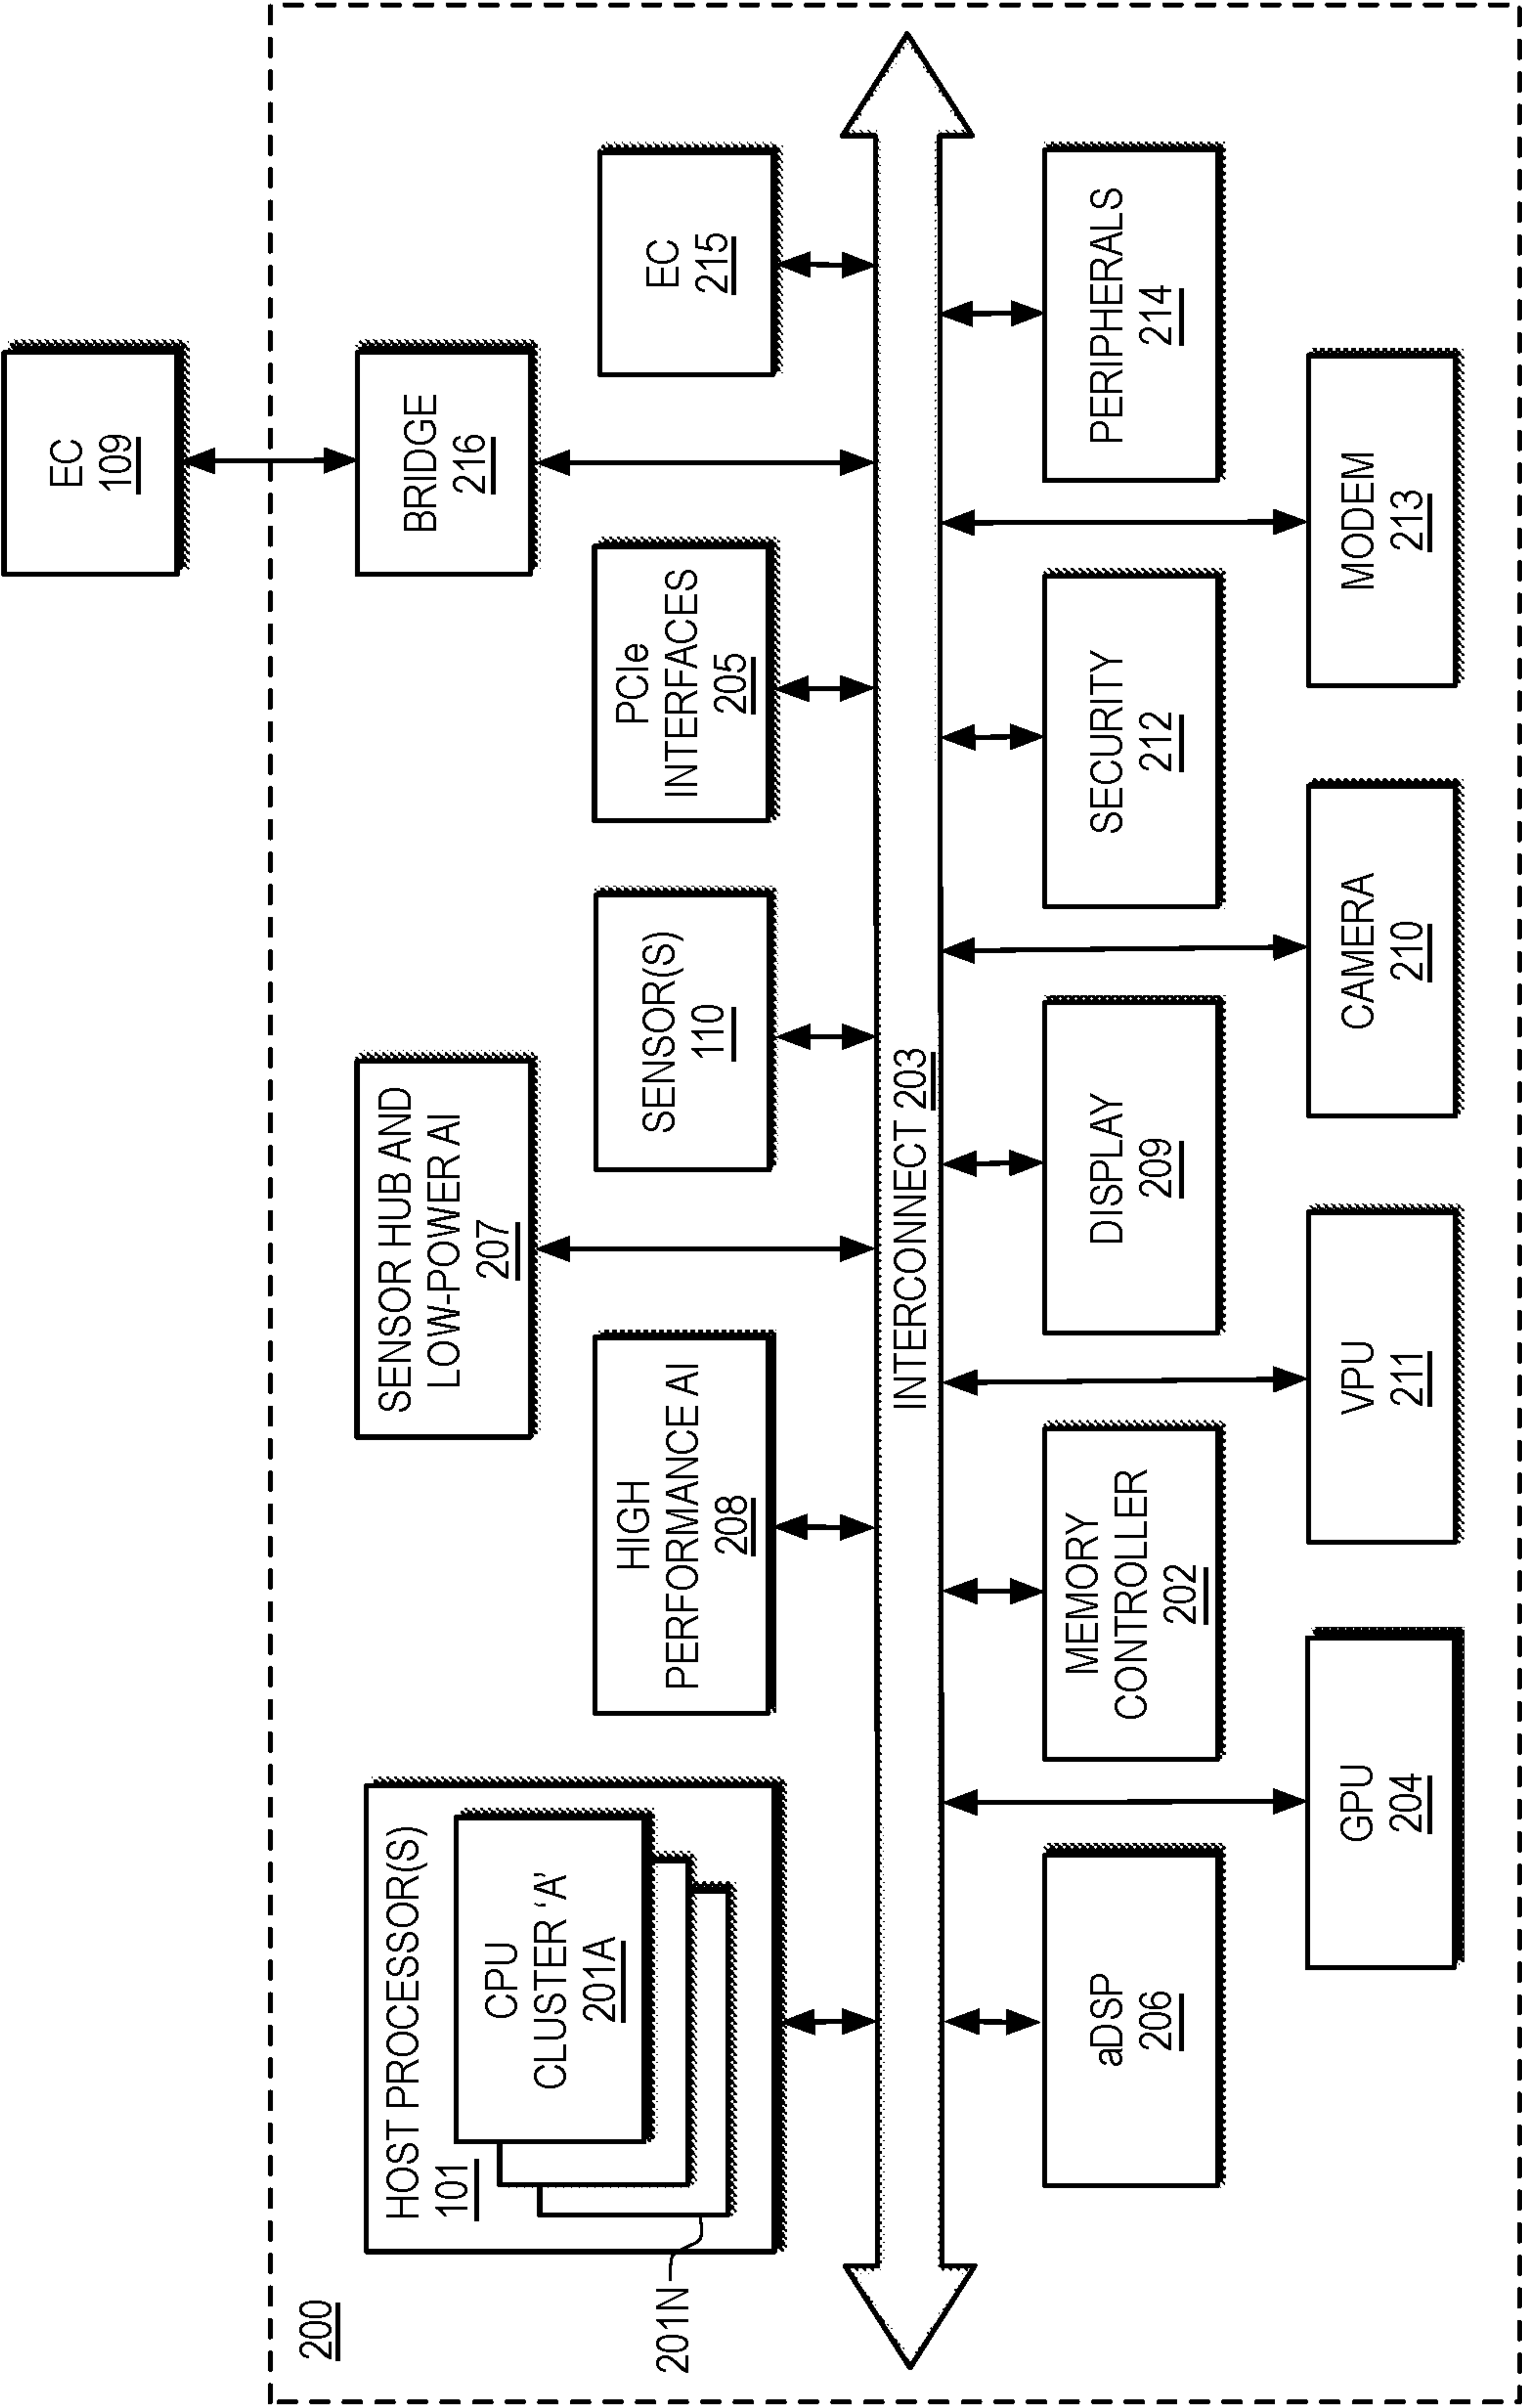 EC
109
200
HOST PROCESSOR(S)
101
CPU
CLUSTER ‘A’
201A
201N
SENSOR HUB AND
LOW-POWER AI
207
BRIDGE
216
HIGH
PERFORMANCE AI
208
SENSOR(S)
110
PCIe
INTERFACES
205
EC
215
INTERCONNECT 203
aDSP
206
MEMORY
CONTROLLER
202
DISPLAY
209
SECURITY
212
PERIPHERALS
214
GPU
204
VPU
211
CAMERA
210
MODEM
213